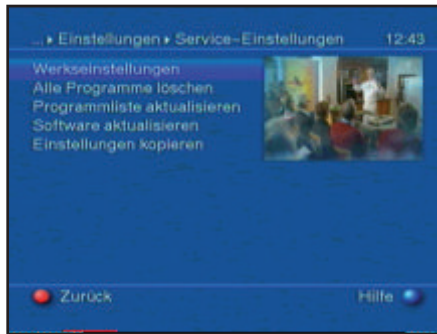 ...▸ Einstellungen ▸ Service-Einstellungen 12:43
Werkseinstellungen
Alle Programme löschen
Programmliste aktualisieren
Software aktualisieren
Einstellungen kopieren
Zurück Hilfe